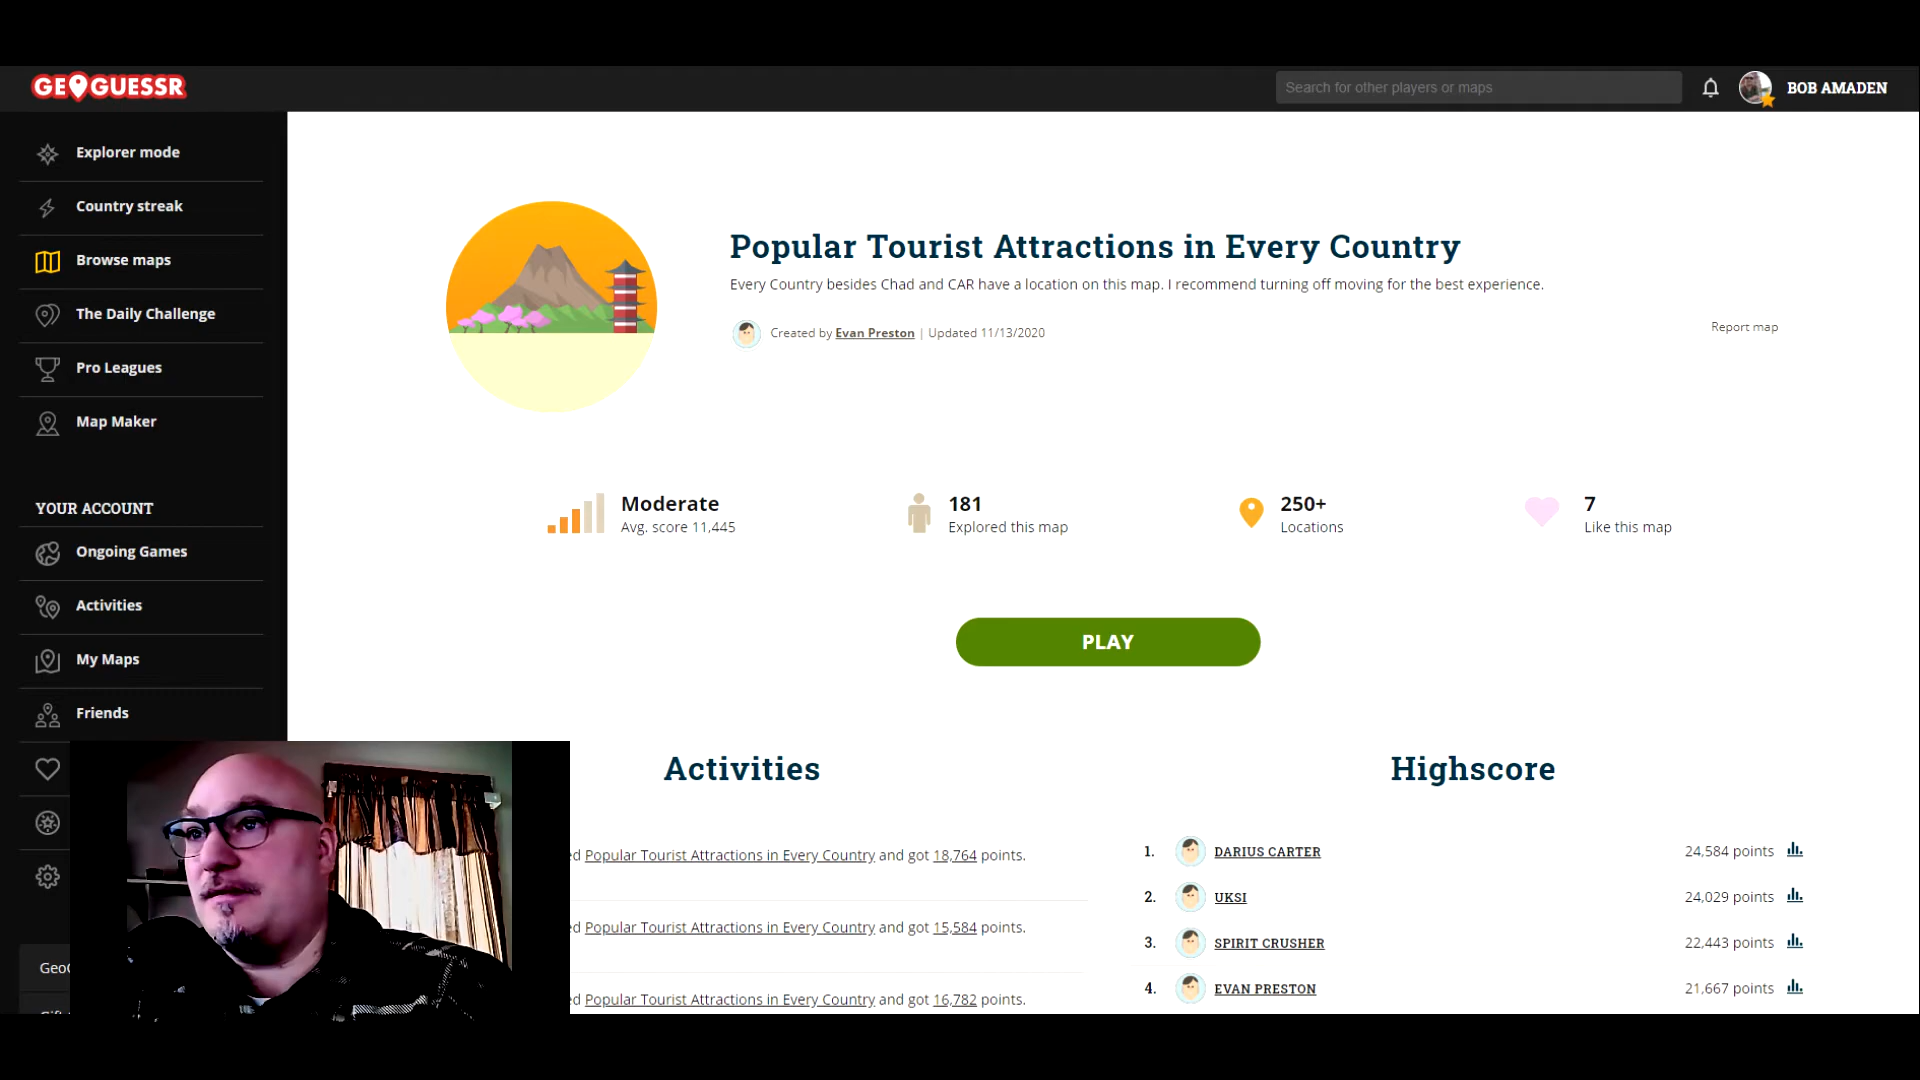 GEOGUESSR
Search for other players or maps
BOB AMADEN
Explorer mode
Country streak
Browse maps
The Daily Challenge
Pro Leagues
Map Maker
YOUR ACCOUNT
Ongoing Games
Activities
My Maps
Friends
Popular Tourist Attractions in Every Country
Every Country besides Chad and CAR have a location on this map. I recommend turning off moving for the best experience.
Created by Evan Preston | Updated 11/13/2020
Report map
Moderate
Avg. score 11,445
181
Explored this map
250+
Locations
7
Like this map
PLAY
Activities
ed Popular Tourist Attractions in Every Country and got 18,764 points.
ed Popular Tourist Attractions in Every Country and got 15,584 points.
ed Popular Tourist Attractions in Every Country and got 16,782 points.
Highscore
1. DARIUS CARTER 24,584 points
2. UKSI 24,029 points
3. SPIRIT CRUSHER 22,443 points
4. EVAN PRESTON 21,667 points